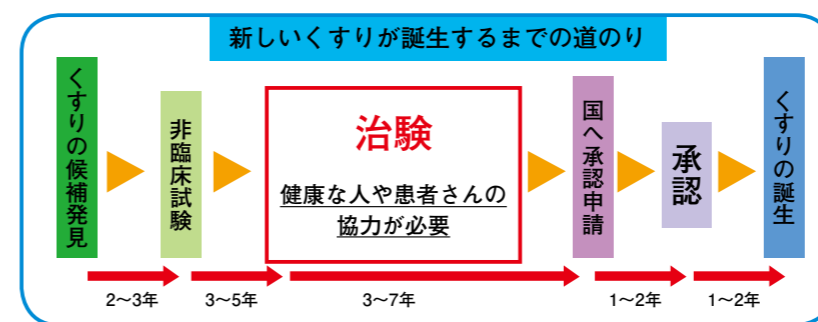 新しいくすりが誕生するまでの道のり
くすりの候補発見
非臨床試験
治験
健康な人や患者さんの
協力が必要
国へ承認申請
承認
くすりの誕生
2〜3年
3〜5年
3〜7年
1〜2年
1〜2年